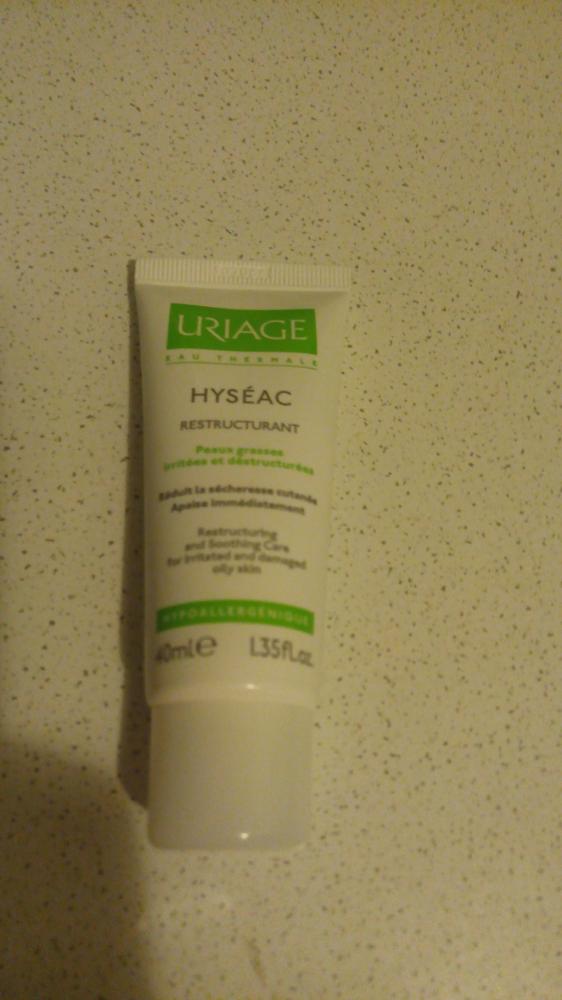 URIAGE
EAU THERMALE
HYSÉAC
RESTRUCTURANT
Peaux grasses
irritées et déstructurées
Réduit la sécheresse cutanée
Apaise immédiatement
Restructuring
and Soothing Care
for irritated and damaged
oily skin
HYPOALLERGÉNIQUE
40ml e 1.35fl.oz.